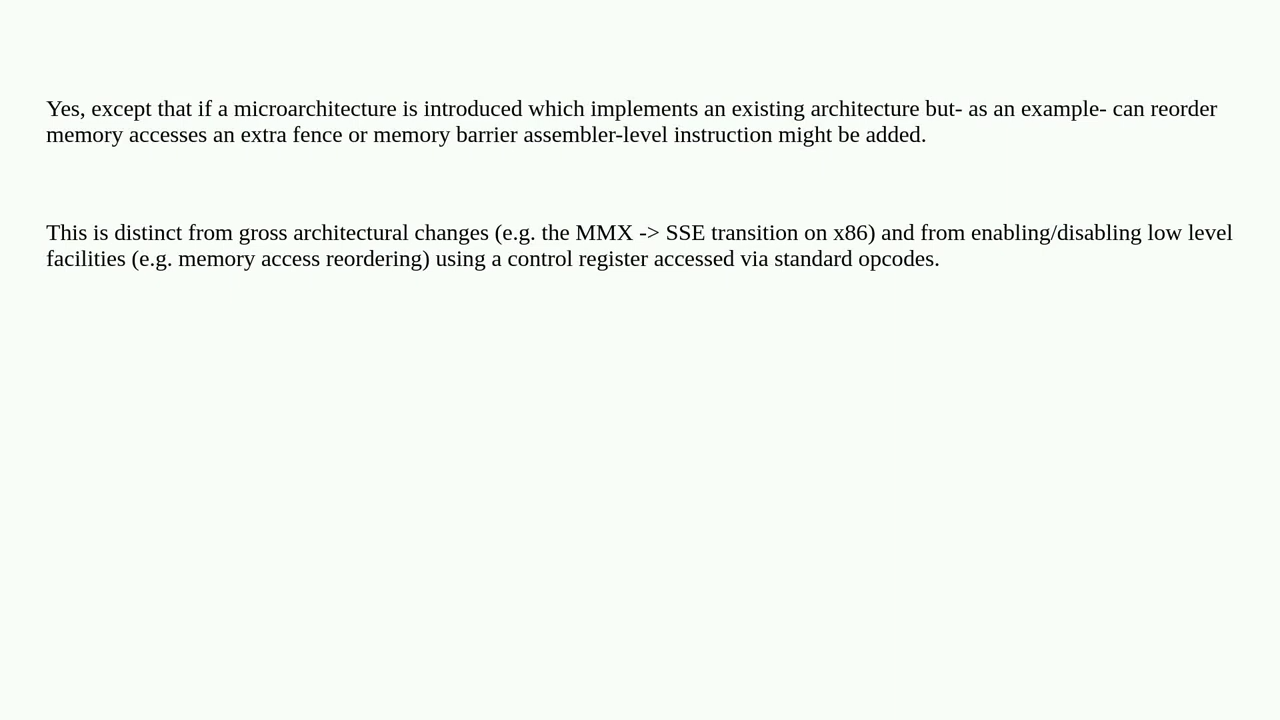 Yes, except that if a microarchitecture is introduced which implements an existing architecture but- as an example- can reorder
memory accesses an extra fence or memory barrier assembler-level instruction might be added.
This is distinct from gross architectural changes (e.g. the MMX -> SSE transition on x86) and from enabling/disabling low level
facilities (e.g. memory access reordering) using a control register accessed via standard opcodes.